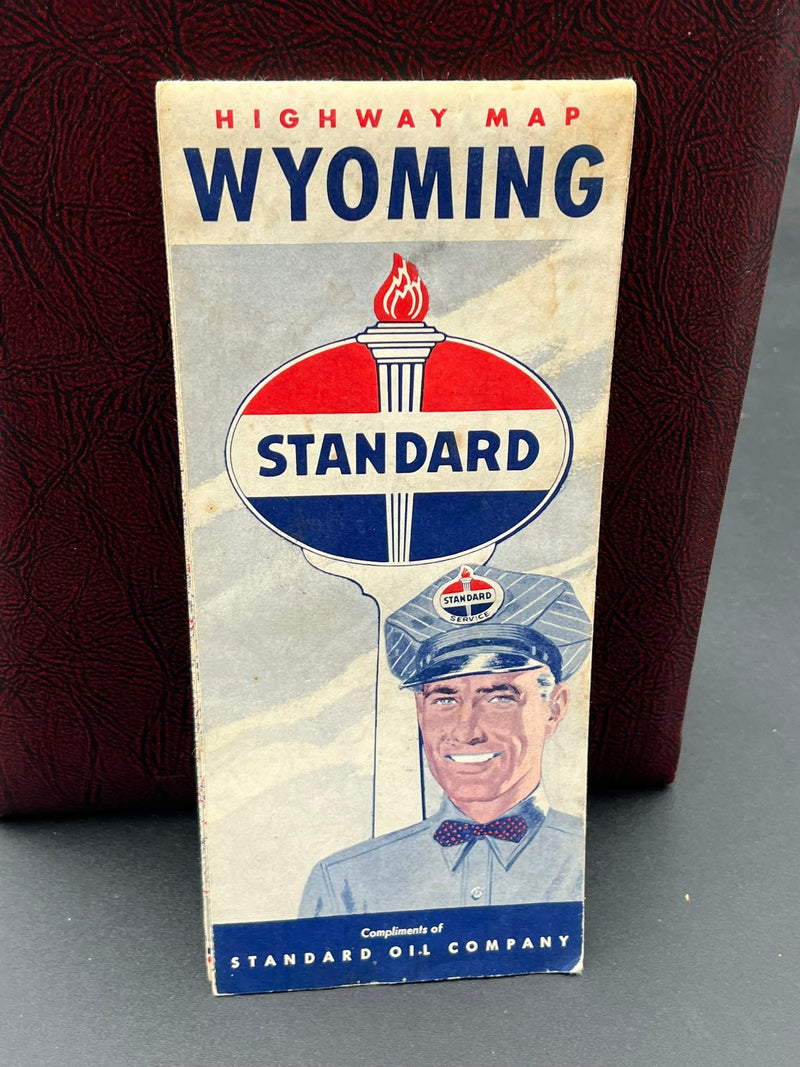 HIGHWAY MAP
WYOMING
STANDARD
STANDARD
SERVICE
Compliments of
STANDARD OIL COMPANY